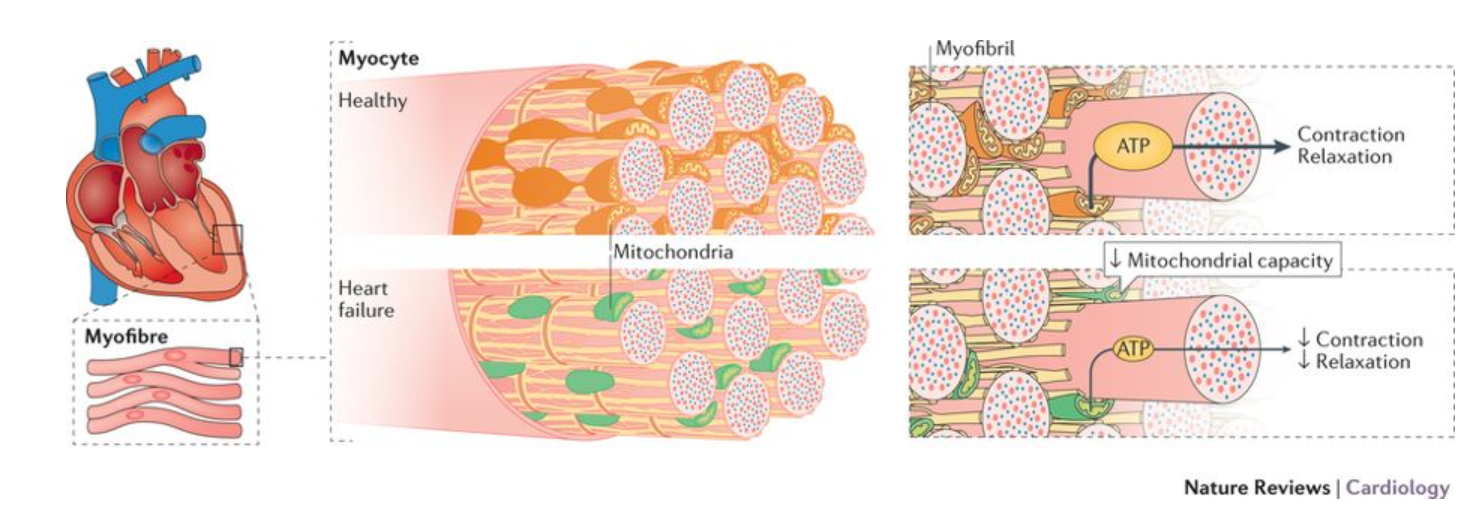 Myocyte
Healthy
Mitochondria
Heart
failure
Myofibre
Myofibril
ATP
Contraction
Relaxation
↓ Mitochondrial capacity
ATP
↓ Contraction
↓ Relaxation
Nature Reviews | Cardiology